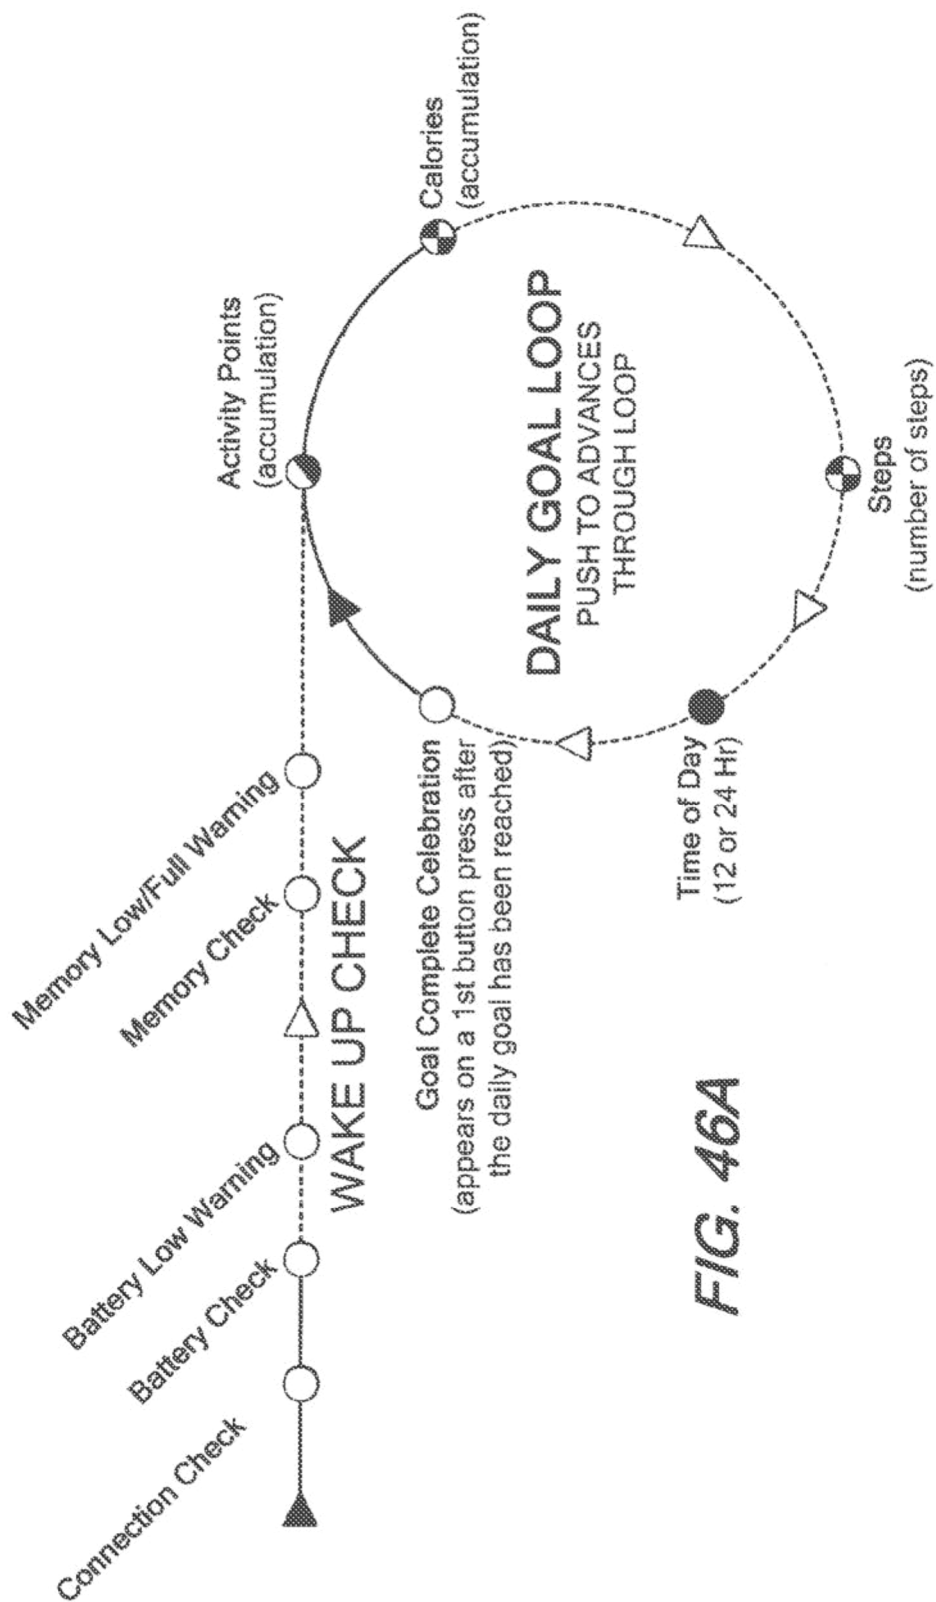 Connection Check
Battery Check
Battery Low Warning
Memory Check
Memory Low/Full Warning
WAKE UP CHECK
Activity Points
(accumulation)
Calories
(accumulation)
DAILY GOAL LOOP
PUSH TO ADVANCES
THROUGH LOOP
Goal Complete Celebration
(appears on a 1st button press after
the daily goal has been reached)
Time of Day
(12 or 24 Hr)
Steps
(number of steps)
FIG. 46A